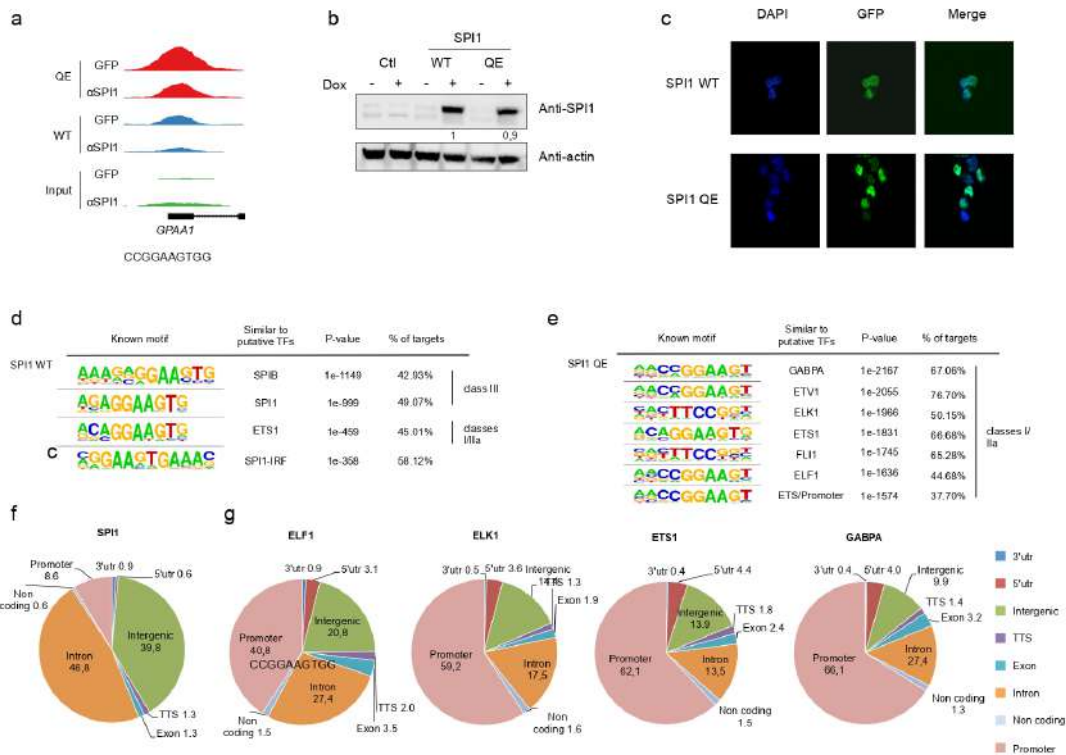 a
GFP
QE
αSPI1
GFP
WT
αSPI1
GFP
Input
αSPI1
GPAA1
CCGGAAGTGG
b
SPI1
Ctl WT QE
Dox - + - + - +
Anti-SPI1
1 0,9
Anti-actin
c
DAPI GFP Merge
SPI1 WT
SPI1 QE
d
SPI1 WT
Known motif Similar to putative TFs P-value % of targets
AAAGAGGAAGTG SPIB 1e-1149 42.93%
class III
AGAGGAAGTG SPI1 1e-999 49.07%
ACAGGAAGTG ETS1 1e-459 45.01%
classes I/IIa
C
CGGAAGTGAAAC SPI1-IRF 1e-358 58.12%
e
SPI1 QE
Known motif Similar to putative TFs P-value % of targets
AACCGGAAGT GABPA 1e-2167 67.06%
AACCGGAAGT ETV1 1e-2055 76.70%
CACTTCCGGT ELK1 1e-1966 50.15%
ACAGGAAGTG ETS1 1e-1831 66.68%
CACTTCCGGT FLI1 1e-1745 65.28%
AACCGGAAGT ELF1 1e-1636 44.68%
AACCGGAAGT ETS/Promoter 1e-1574 37.70%
classes I/ IIa
f
SPI1
Promoter 8.6
3'utr 0.9
5'utr 0.6
Non coding 0.6
Intergenic 39,8
Intron 46,8
TTS 1.3
Exon 1.3
g
ELF1
3'utr 0.9
5'utr 3.1
Intergenic 20,8
Promoter 40,8
CCGGAAGTGG
Intron 27,4
TTS 2.0
Exon 3.5
Non coding 1.5
ELK1
3'utr 0.5
5'utr 3.6
Intergenic
TTS 1.3
Exon 1.9
Promoter 59,2
Intron 17,5
Non coding 1.6
ETS1
3'utr 0.4
5'utr 4.4
Intergenic 13,9
TTS 1.8
Exon 2.4
Promoter 62,1
Intron 13,5
Non coding 1.5
GABPA
3'utr 0.4
5'utr 4.0
Intergenic 9.9
TTS 1.4
Exon 3.2
Promoter 66,1
Intron 27,4
Non coding 1.3
3'utr
5'utr
Intergenic
TTS
Exon
Intron
Non coding
Promoter